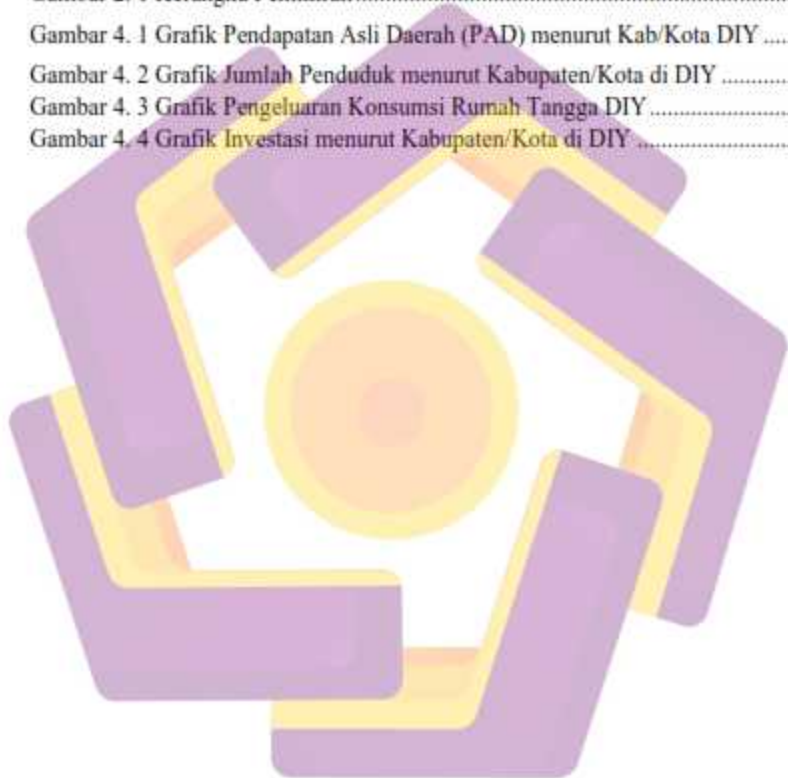 Gambar 4. 1 Grafik Pendapatan Asli Daerah (PAD) menurut Kab/Kota DIY ....
Gambar 4. 2 Grafik Jumlah Penduduk menurut Kabupaten/Kota di DIY ............
Gambar 4. 3 Grafik Pengeluaran Konsumsi Rumah Tangga DIY .........................
Gambar 4. 4 Grafik Investasi menurut Kabupaten/Kota di DIY ...........................